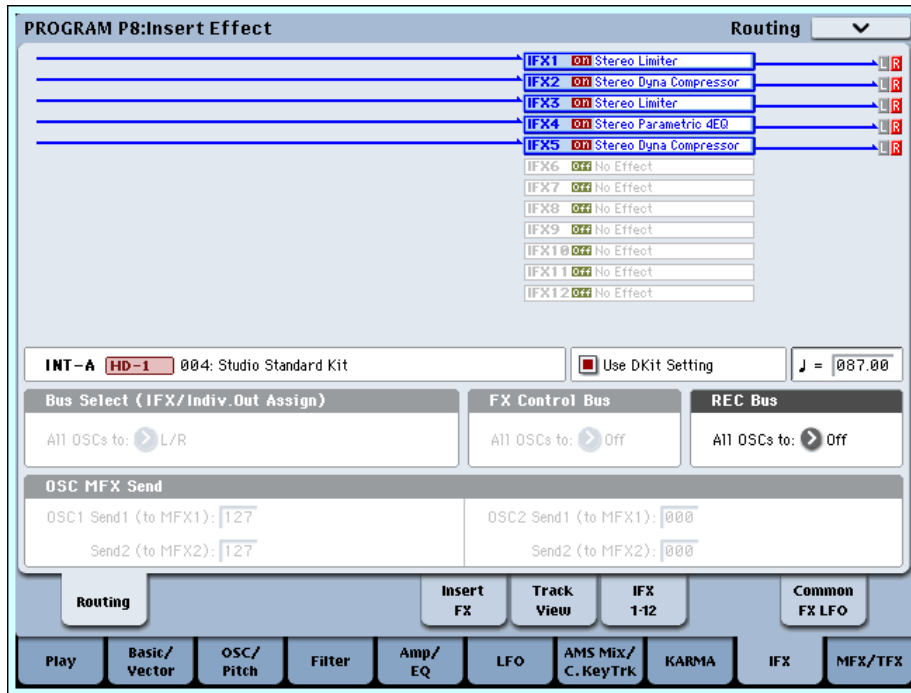 PROGRAM P8:Insert Effect Routing
IFX1 on Stereo Limiter L R
IFX2 on Stereo Dyna Compressor L R
IFX3 on Stereo Limiter L R
IFX4 on Stereo Parametric 4EQ L R
IFX5 on Stereo Dyna Compressor L R
IFX6 Off No Effect
IFX7 Off No Effect
IFX8 Off No Effect
IFX9 Off No Effect
IFX10 Off No Effect
IFX11 Off No Effect
IFX12 Off No Effect
INT-A HD-1 004: Studio Standard Kit Use DKit Setting ♩ = 087.00
Bus Select (IFX/Indiv.Out Assign) FX Control Bus REC Bus
All OSCs to: L/R All OSCs to: Off All OSCs to: Off
OSC MFX Send
OSC1 Send1 (to MFX1): 127 OSC2 Send1 (to MFX1): 000
Send2 (to MFX2): 127 Send2 (to MFX2): 000
Routing Insert FX Track View IFX 1-12 Common FX LFO
Play Basic/Vector OSC/Pitch Filter Amp/EQ LFO AMS Mix/C.KeyTrk KARMA IFX MFX/TFX